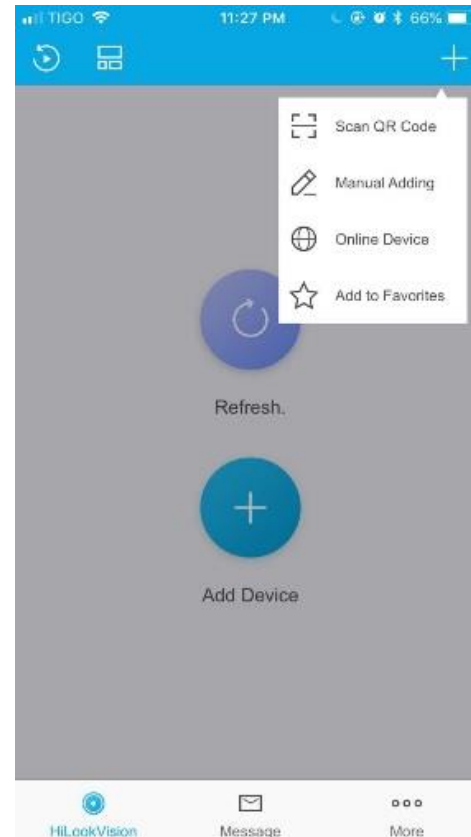 TIGO 11:27 PM 66%
Scan QR Code
Manual Adding
Online Device
Add to Favorites
Refresh.
Add Device
HiLookVision Message More